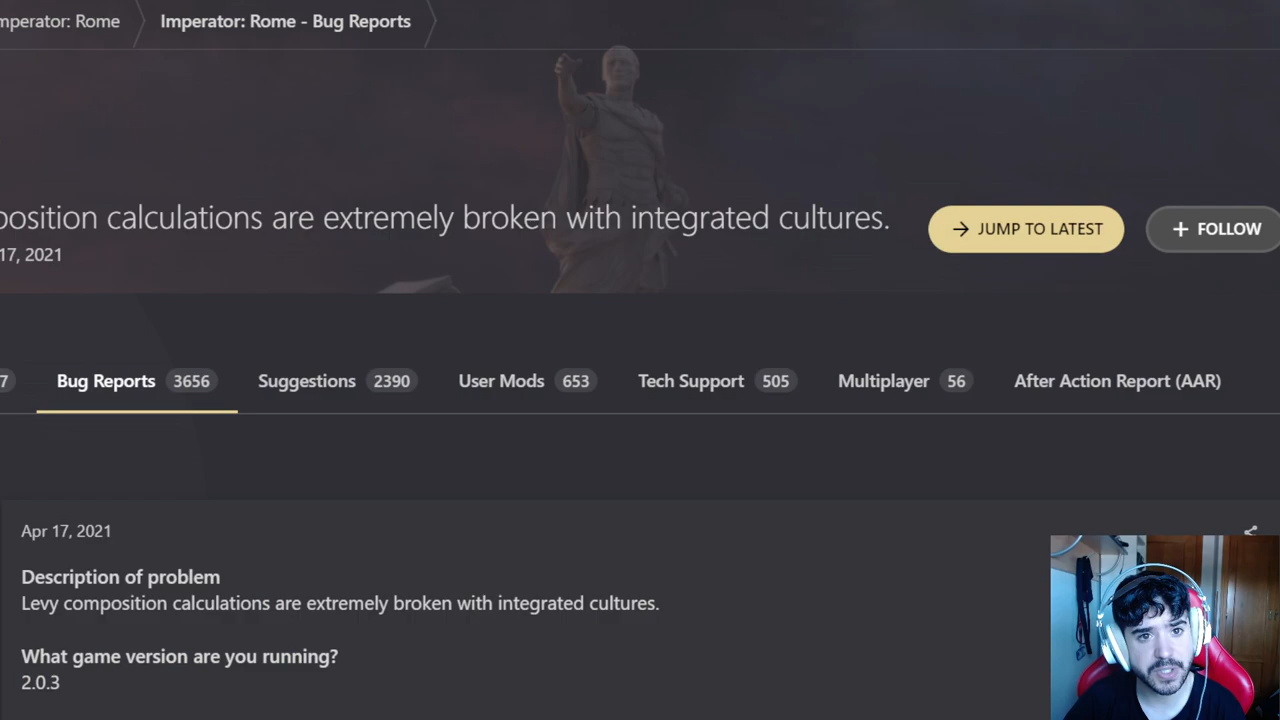 mperator: Rome
Imperator: Rome - Bug Reports
position calculations are extremely broken with integrated cultures.
17, 2021
→ JUMP TO LATEST
+ FOLLOW
7
Bug Reports 3656
Suggestions 2390
User Mods 653
Tech Support 505
Multiplayer 56
After Action Report (AAR)
Apr 17, 2021
Description of problem
Levy composition calculations are extremely broken with integrated cultures.
What game version are you running?
2.0.3